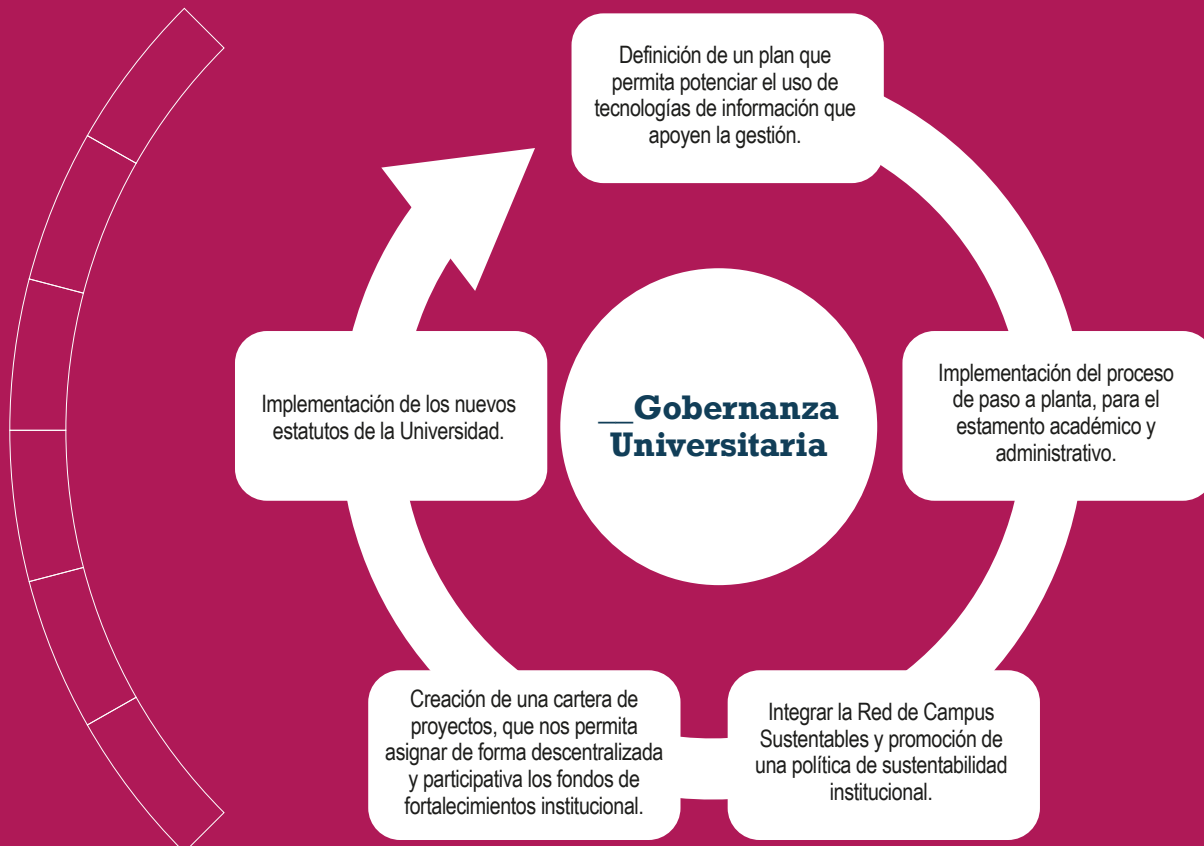 Definición de un plan que
permita potenciar el uso de
tecnologías de información que
apoyen la gestión.
Implementación del proceso
de paso a planta, para el
estamento académico y
administrativo.
Integrar la Red de Campus
Sustentables y promoción de
una política de sustentabilidad
institucional.
Creación de una cartera de
proyectos, que nos permita
asignar de forma descentralizada
y participativa los fondos de
fortalecimientos institucional.
Implementación de los nuevos
estatutos de la Universidad.
__Gobernanza
Universitaria